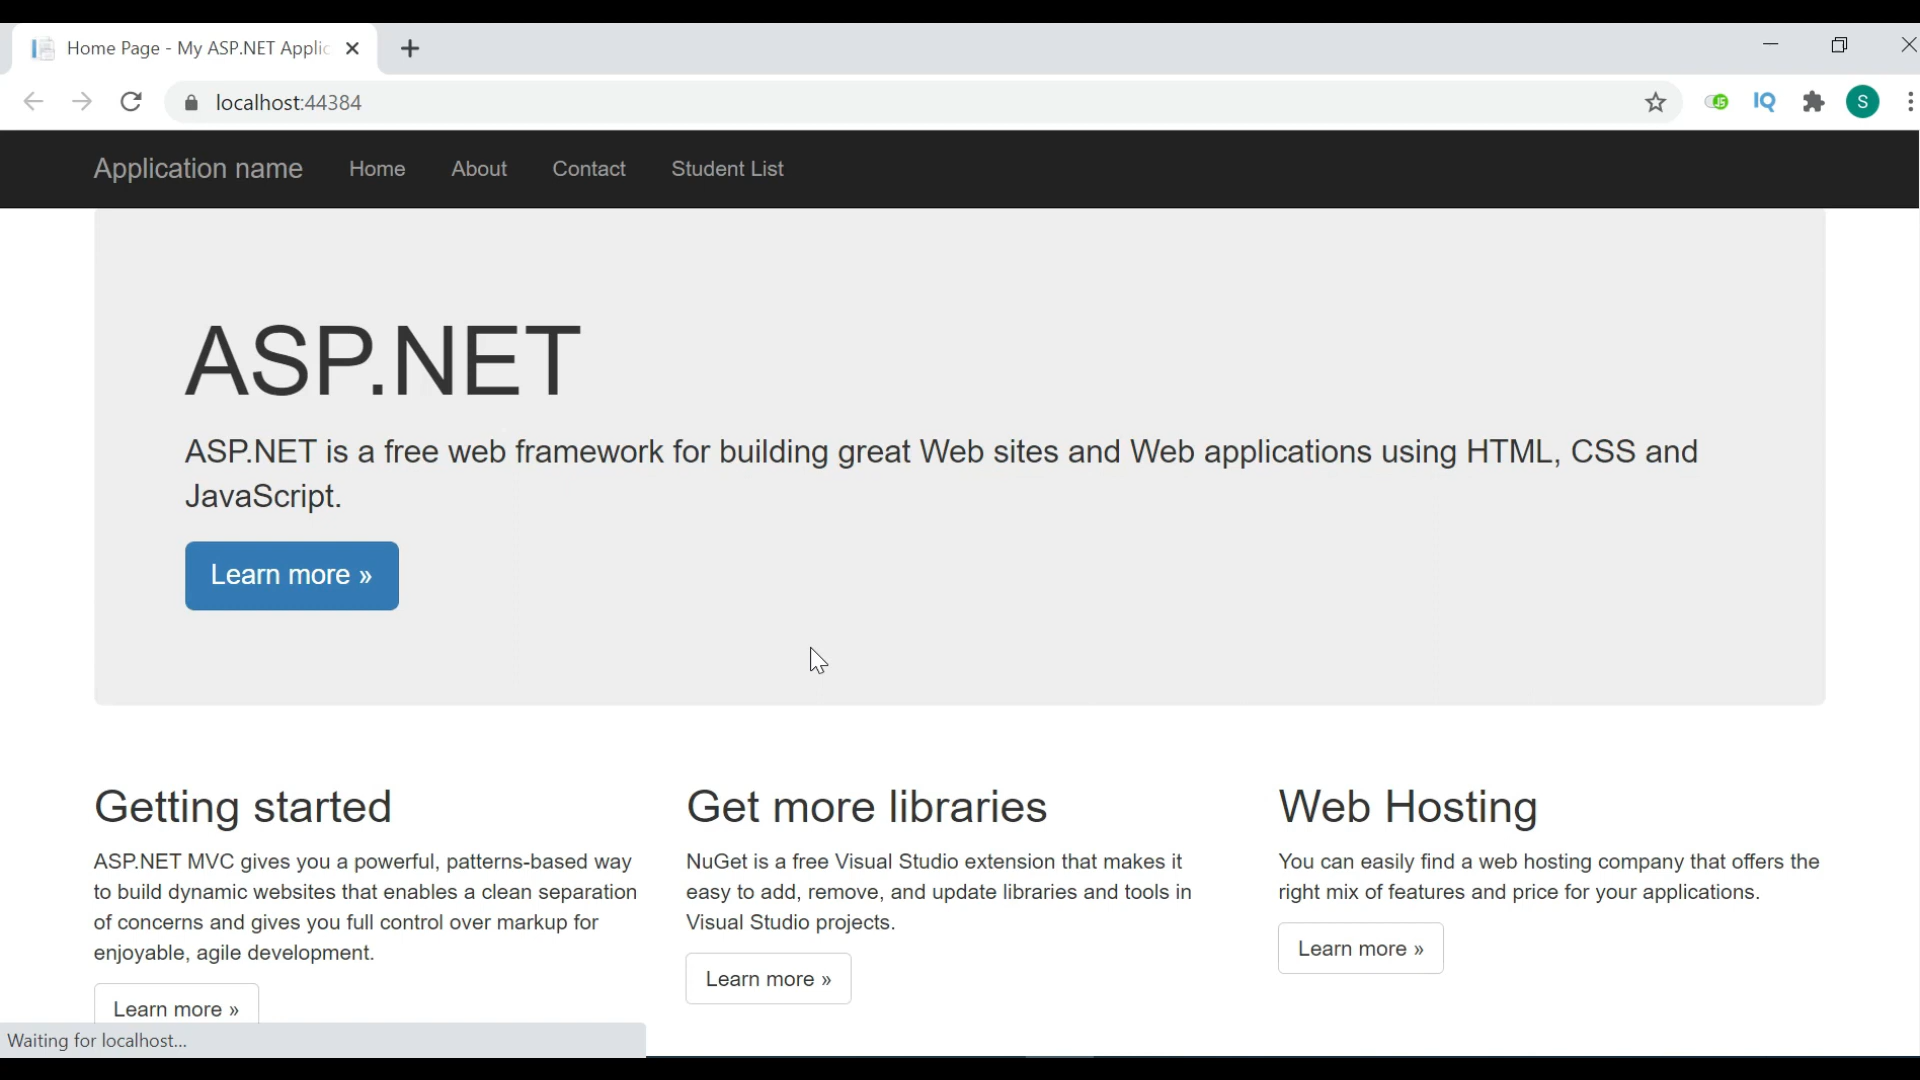 Home Page - My ASP.NET Applic
localhost:44384
JS
IQ
S
Application name Home About Contact Student List
ASP.NET
ASP.NET is a free web framework for building great Web sites and Web applications using HTML, CSS and
JavaScript.
Learn more »
Getting started
ASP.NET MVC gives you a powerful, patterns-based way
to build dynamic websites that enables a clean separation
of concerns and gives you full control over markup for
enjoyable, agile development.
Learn more »
Get more libraries
NuGet is a free Visual Studio extension that makes it
easy to add, remove, and update libraries and tools in
Visual Studio projects.
Learn more »
Web Hosting
You can easily find a web hosting company that offers the
right mix of features and price for your applications.
Learn more »
Waiting for localhost...